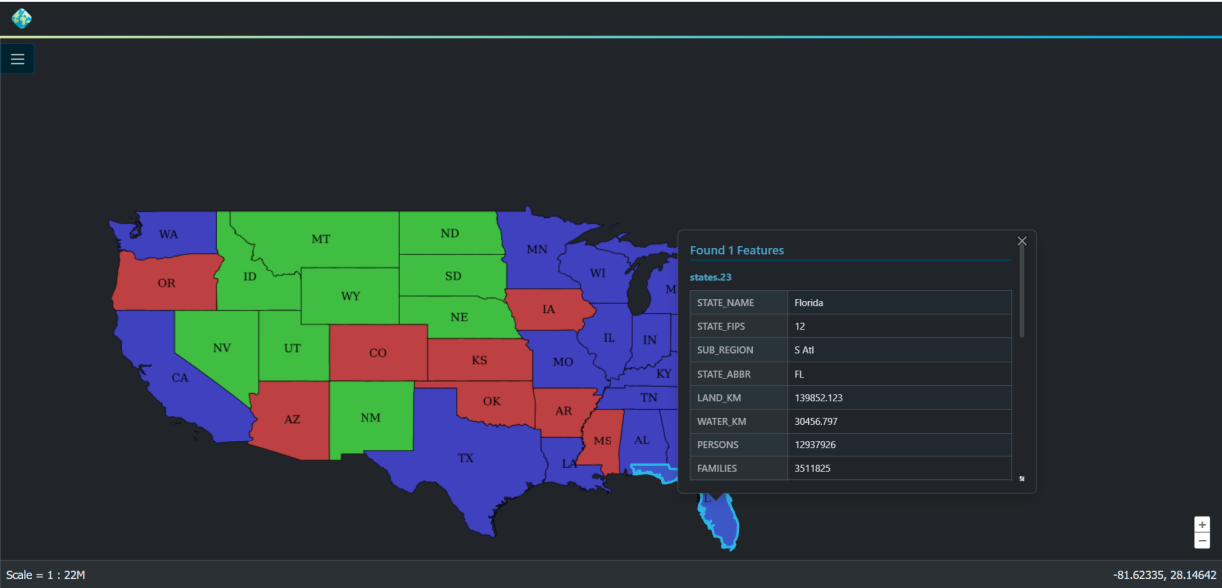 WA
MT
ND
MN
OR
ID
SD
WI
M
WY
IA
NE
NV
UT
CO
KS
IL
IN
MO
KY
CA
OK
TN
AZ
NM
AR
MS
AL
TX
LA
L
Found 1 Features
states.23
STATE_NAME Florida
STATE_FIPS 12
SUB_REGION S Atl
STATE_ABBR FL
LAND_KM 139852.123
WATER_KM 30456.797
PERSONS 12937926
FAMILIES 3511825
+
−
Scale = 1 : 22M
-81.62335, 28.14642